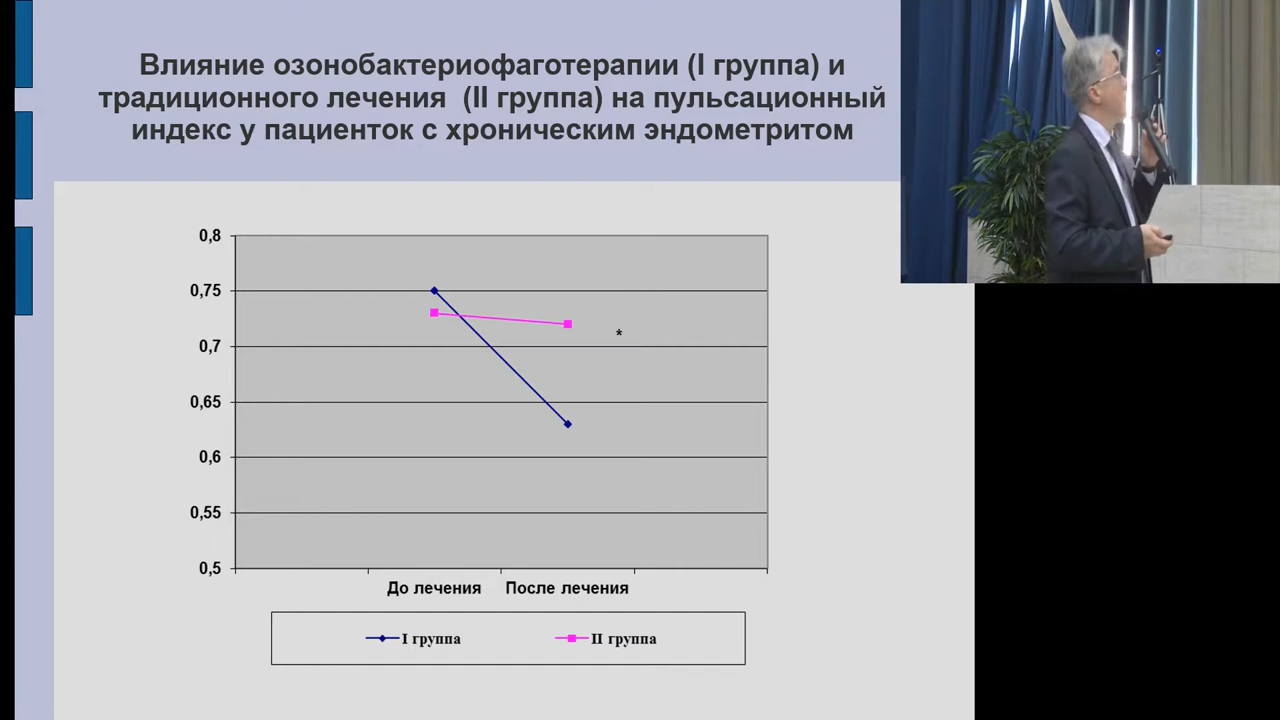 Влияние озонобактериофаготерапии (I группа) и
традиционного лечения (II группа) на пульсационный
индекс у пациенток с хроническим эндометритом
0,8
0,75
0,7
0,65
0,6
0,55
0,5
*
До лечения После лечения
I группа II группа